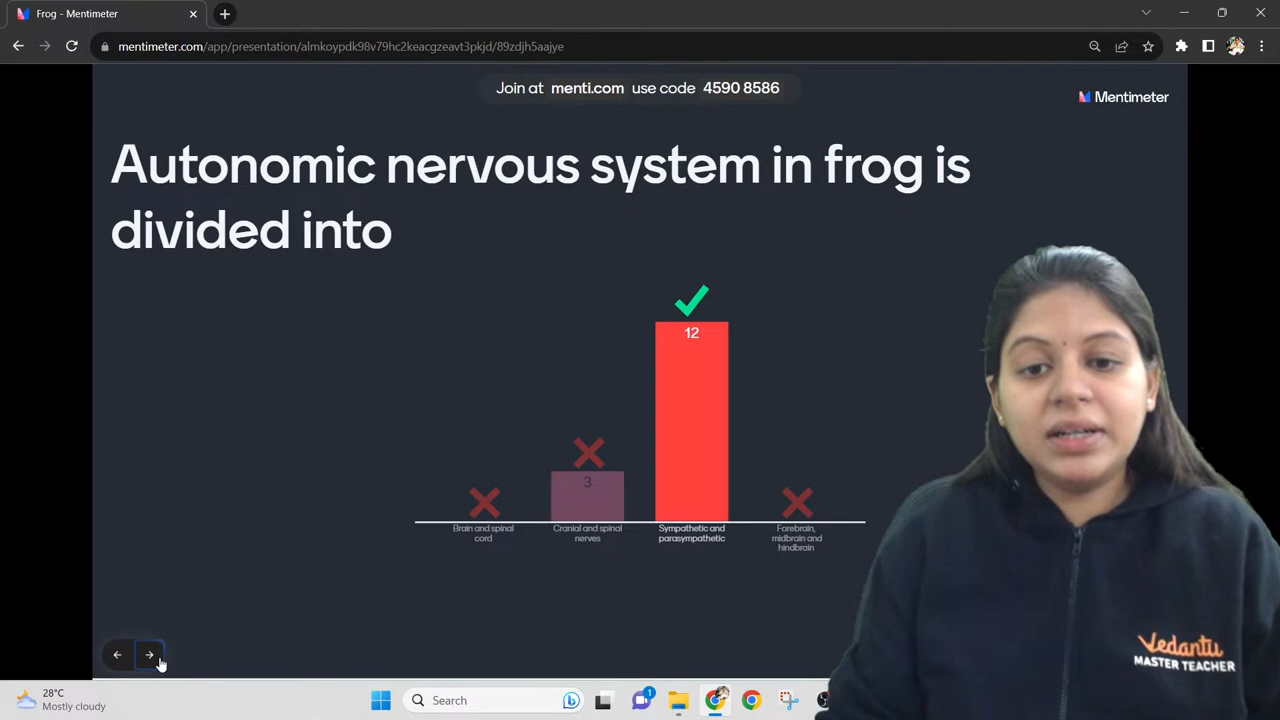 Frog - Mentimeter
mentimeter.com/app/presentation/almkoypdk98v79hc2keacgzeavt3pkjd/89zdjh5aajye
Join at menti.com use code 4590 8586
Mentimeter
Autonomic nervous system in frog is
divided into
12
3
Brain and spinal
cord
Cranial and spinal
nerves
Sympathetic and
parasympathetic
Forebrain,
midbrain and
hindbrain
Vedantu
MASTER TEACHER
28°C
Mostly cloudy
Search
1